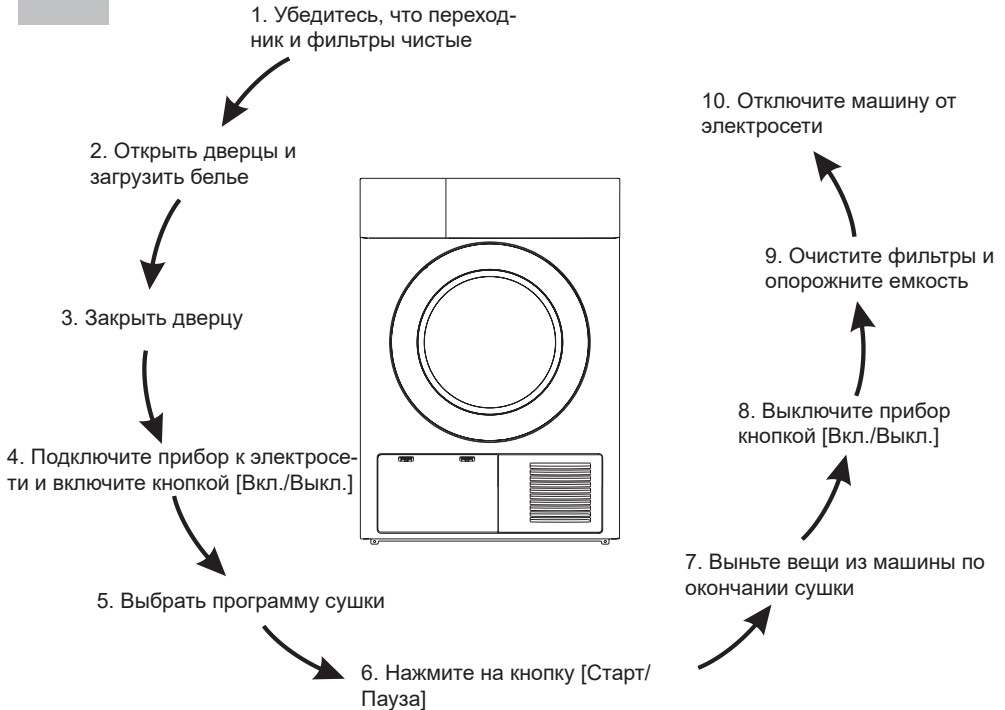 1. Убедитесь, что переход-
ник и фильтры чистые
2. Открыть дверцы и
загрузить белье
3. Закрыть дверцу
4. Подключите прибор к электросе-
ти и включите кнопкой [Вкл./Выкл.]
5. Выбрать программу сушки
6. Нажмите на кнопку [Старт/
Пауза]
7. Выньте вещи из машины по
окончании сушки
8. Выключите прибор
кнопкой [Вкл./Выкл.]
9. Очистите фильтры и
опорожните емкость
10. Отключите машину от
электросети